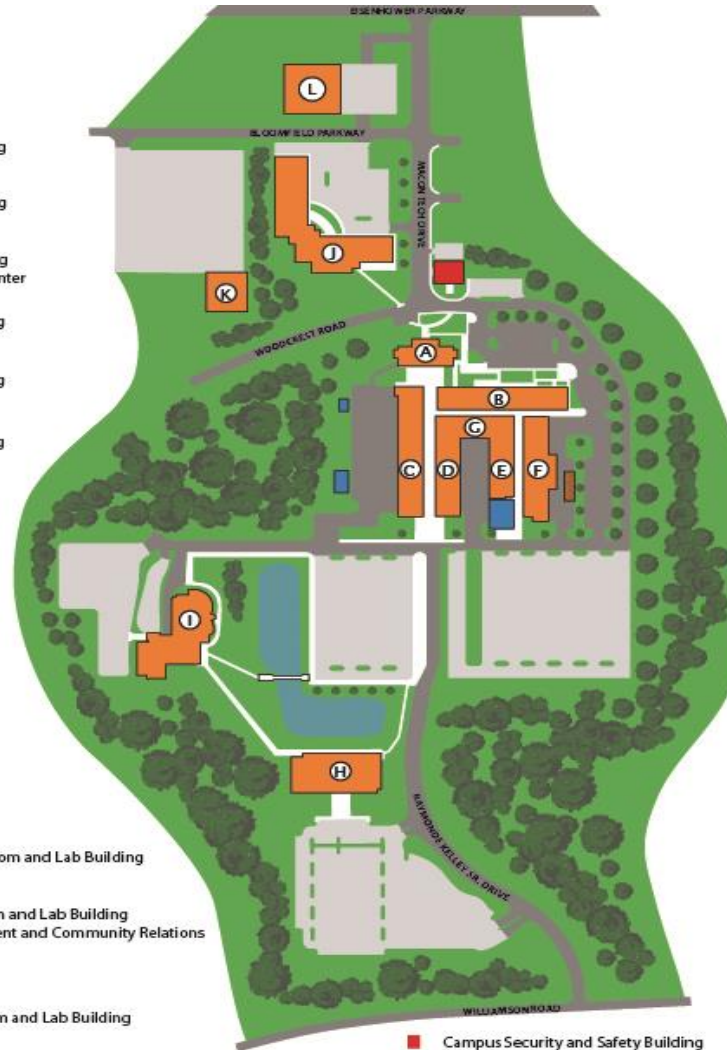 EISENHOWER PARKWAY
L
BLOOMFIELD PARKWAY
MACON TECH DRIVE
J
K
WOODCREST ROAD
A
B
G
C
D
E
F
I
H
RAYMONDE KELLEY SR. DRIVE
WILLIAMSON ROAD
g
g
g
nter
g
g
g
om and Lab Building
m and Lab Building
ent and Community Relations
m and Lab Building
Campus Security and Safety Building